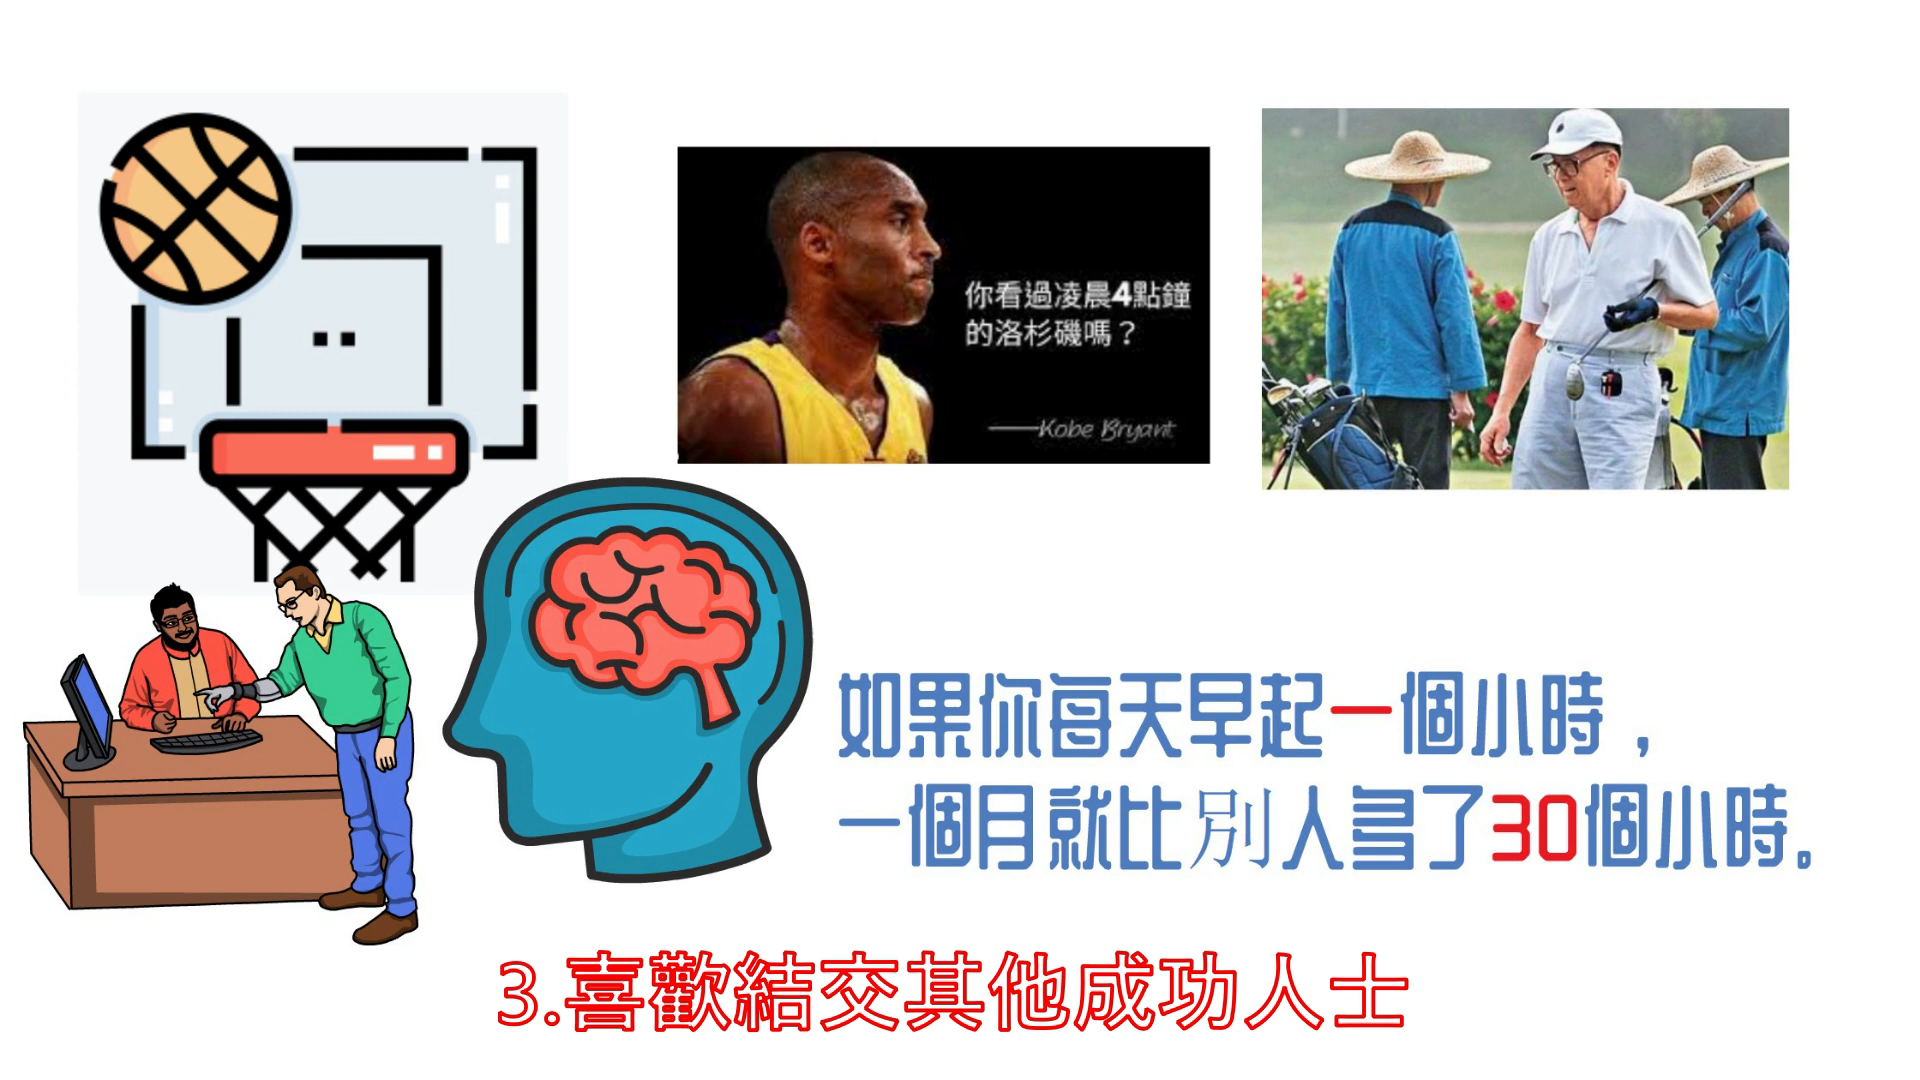 你看過凌晨4點鐘
的洛杉磯嗎？
——Kobe Bryant
如果你每天早起一個小時，
一個月就比別人多了30個小時。
3.喜歡結交其他成功人士